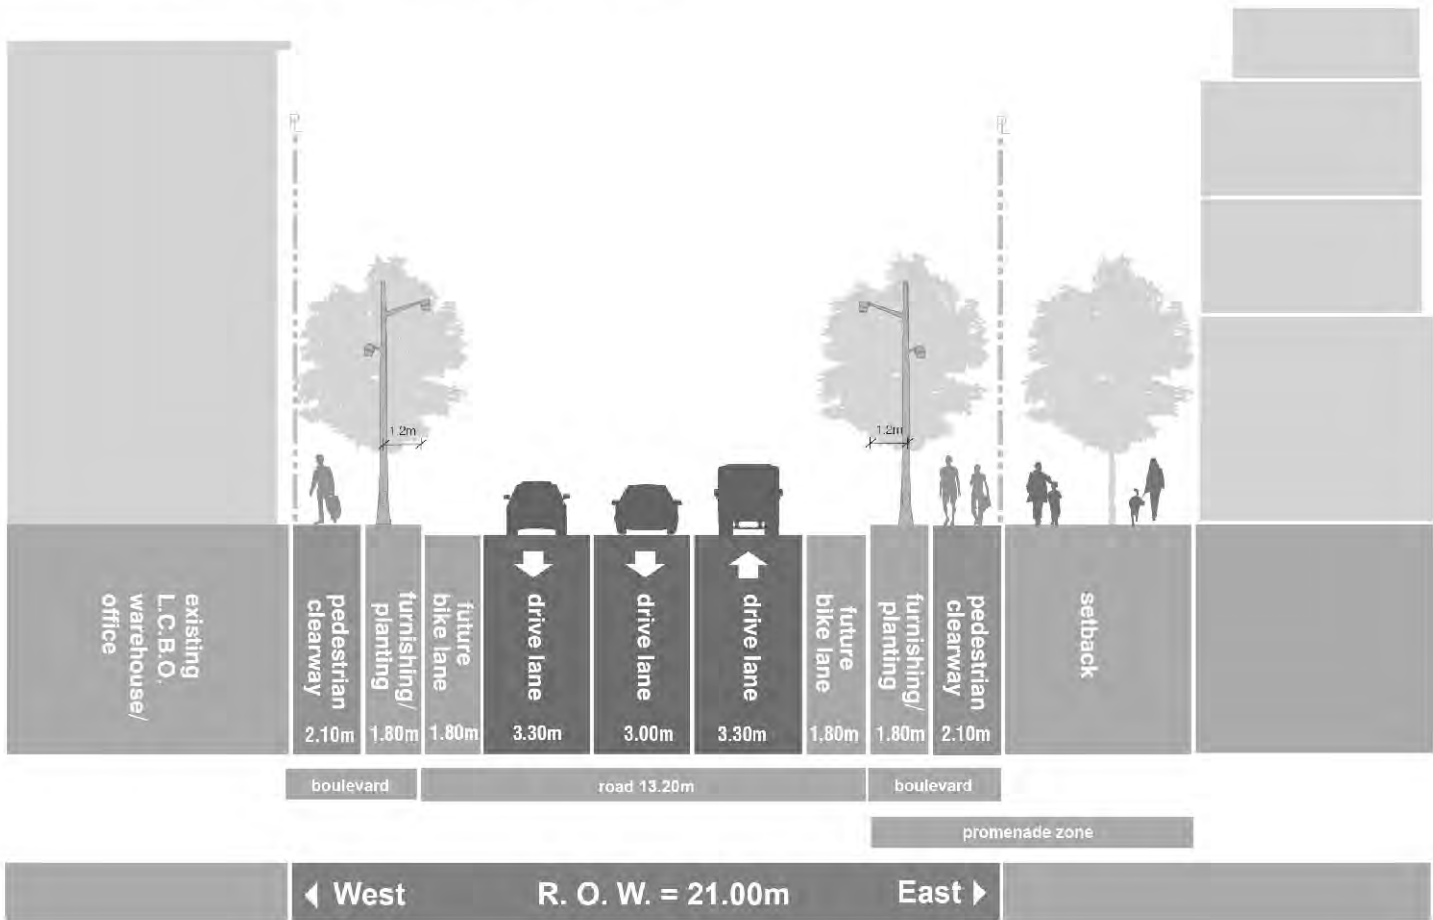 PL
PL
1.2m
1.2m
existing
L.C.B.O.
warehouse/
office
pedestrian
clearway
2.10m
furnishing/
planting
1.80m
future
bike lane
1.80m
drive lane
3.30m
drive lane
3.00m
drive lane
3.30m
future
bike lane
1.80m
furnishing/
planting
1.80m
pedestrian
clearway
2.10m
setback
boulevard
road 13.20m
boulevard
promenade zone
West
R. O. W. = 21.00m
East